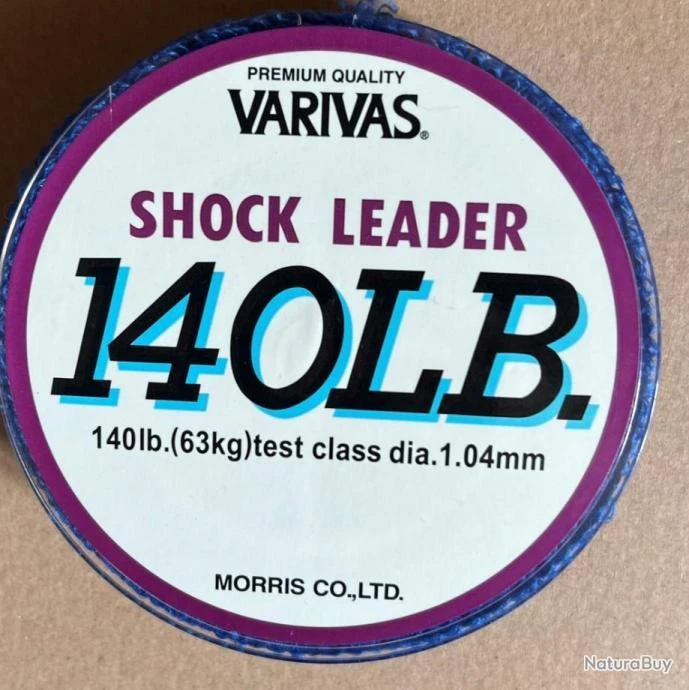 PREMIUM QUALITY
VARIVAS®
SHOCK LEADER
140LB.
140lb.(63kg)test class dia.1.04mm
MORRIS CO.,LTD.
NaturaBuy